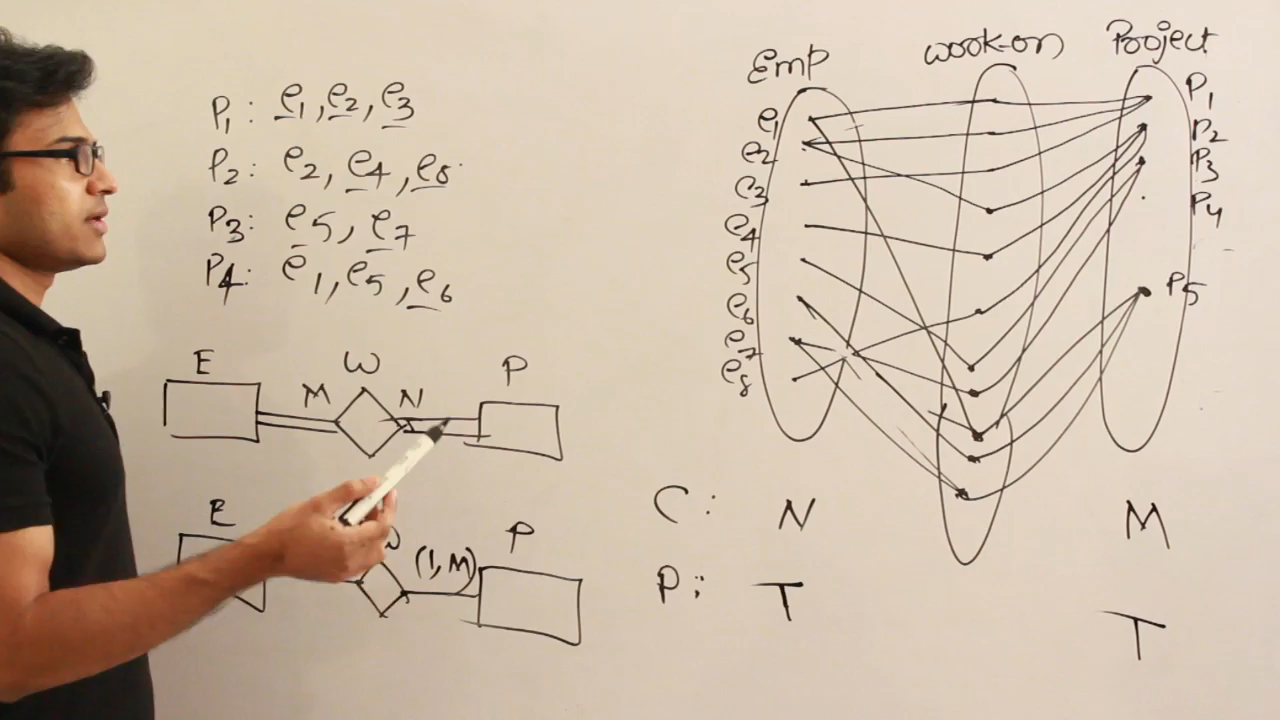 P1: e1, e2, e3
P2: e2, e4, e8
P3: e5, e7
P4: e1, e5, e6
E M W N P
E (1, M) P
Emp work-on Project
e1
e2
e3
e4
e5
e6
e7
e8
P1
P2
P3
P4
P5
C: N M
P: T T